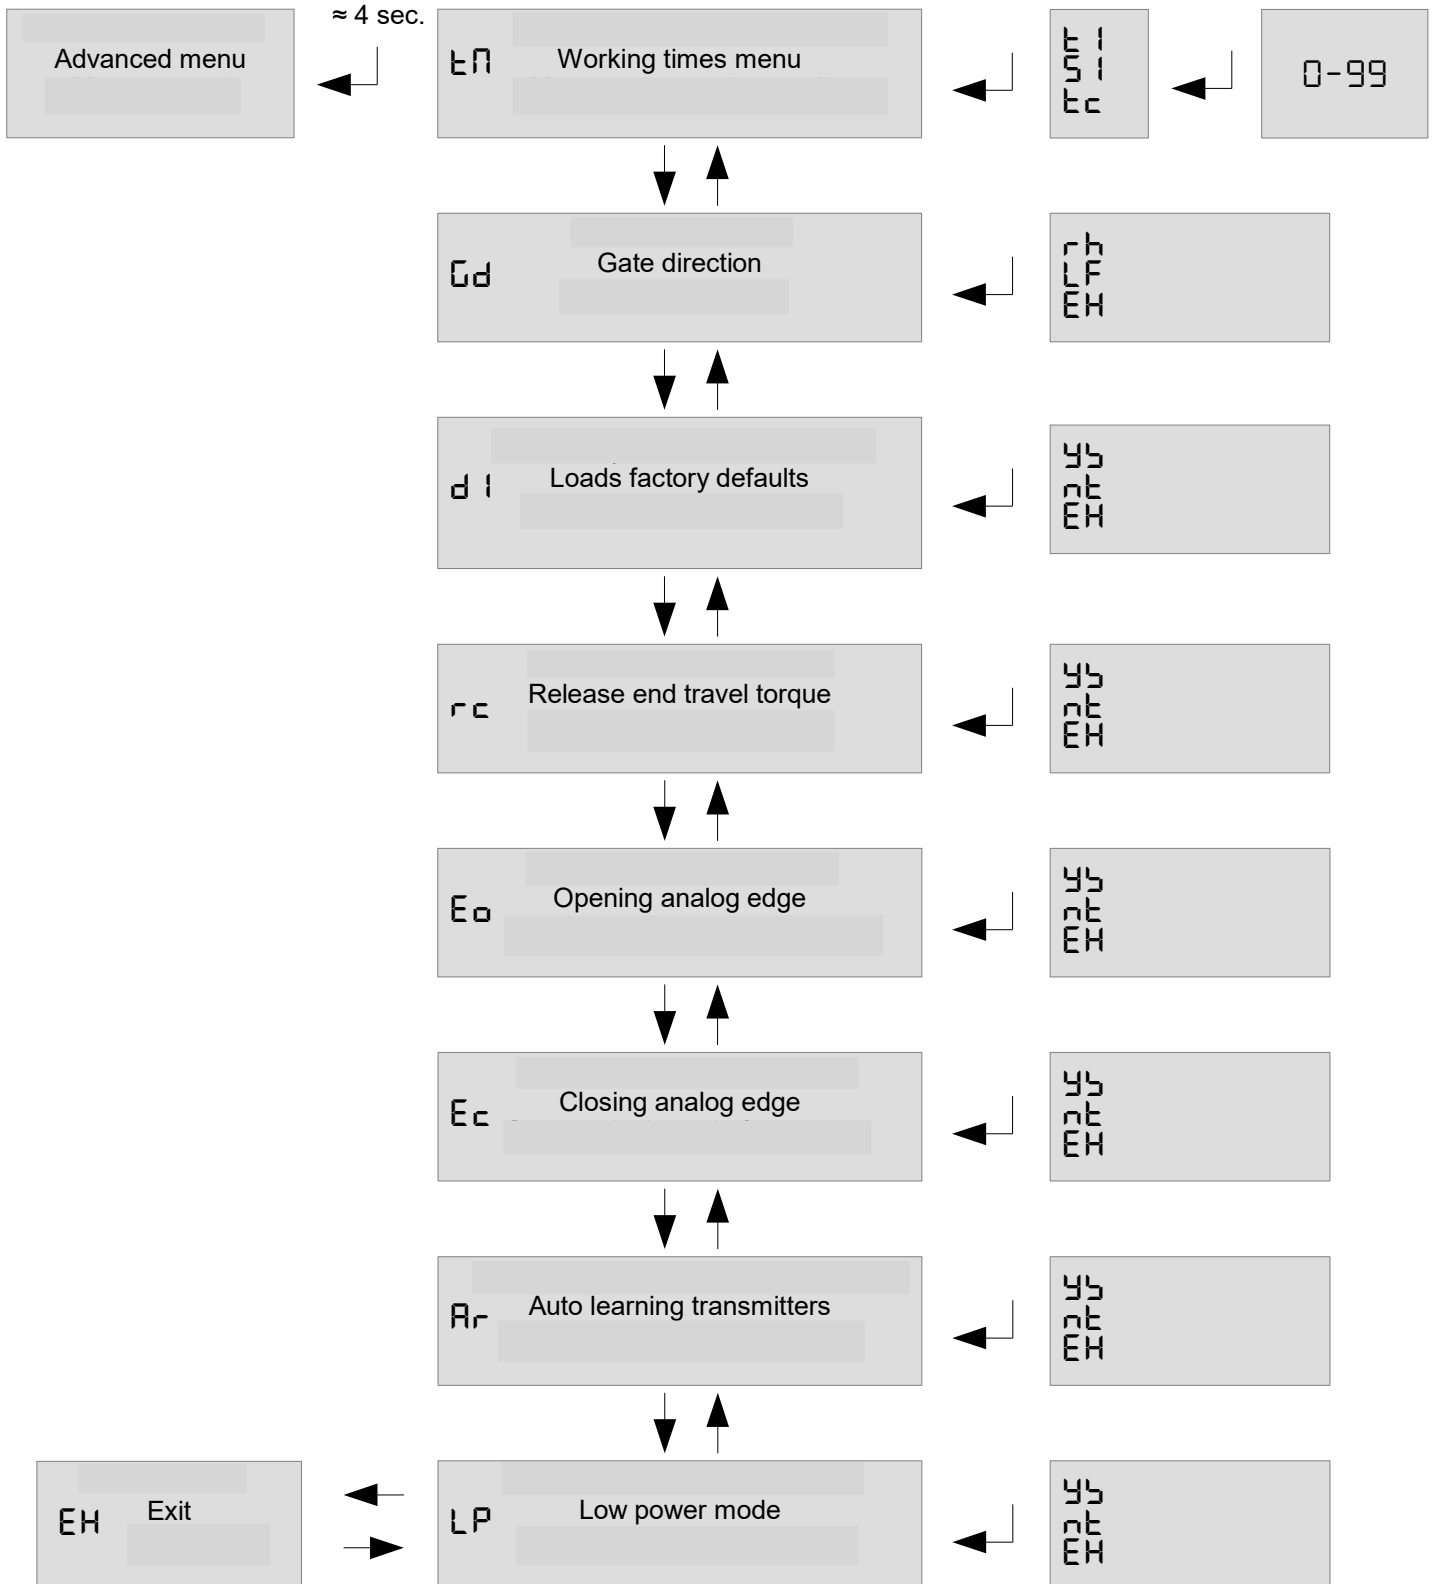 ≈ 4 sec.
Advanced menu
tM Working times menu
t1
S1
tc
0-99
Gd Gate direction
rh
LF
EH
d1 Loads factory defaults
YS
nt
EH
rc Release end travel torque
YS
nt
EH
Eo Opening analog edge
YS
nt
EH
Ec Closing analog edge
YS
nt
EH
Ar Auto learning transmitters
YS
nt
EH
EH Exit
LP Low power mode
YS
nt
EH